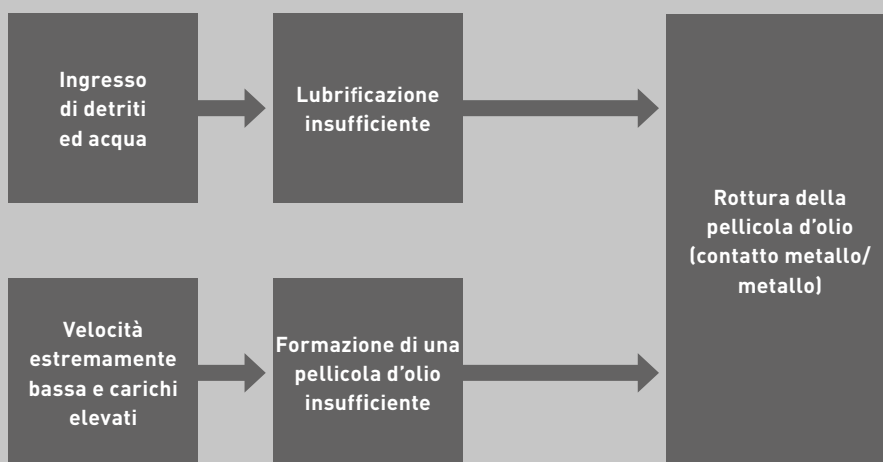 Ingresso
di detriti
ed acqua
Lubrificazione
insufficiente
Rottura della
pellicola d'olio
(contatto metallo/
metallo)
Velocità
estremamente
bassa e carichi
elevati
Formazione di una
pellicola d'olio
insufficiente